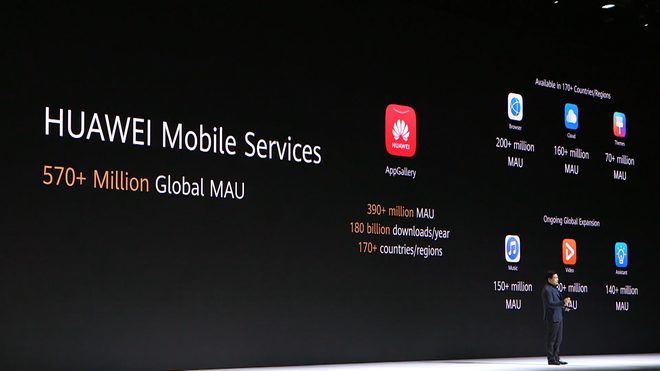 HUAWEI Mobile Services
570+ Million Global MAU
HUAWEI
AppGallery
390+ million MAU
180 billion downloads/year
170+ countries/regions
Available in 170+ Countries/Regions
Browser
200+ million
MAU
Cloud
160+ million
MAU
Themes
70+ million
MAU
Ongoing Global Expansion
Music
150+ million
MAU
Video
million
Assistant
140+ million
MAU